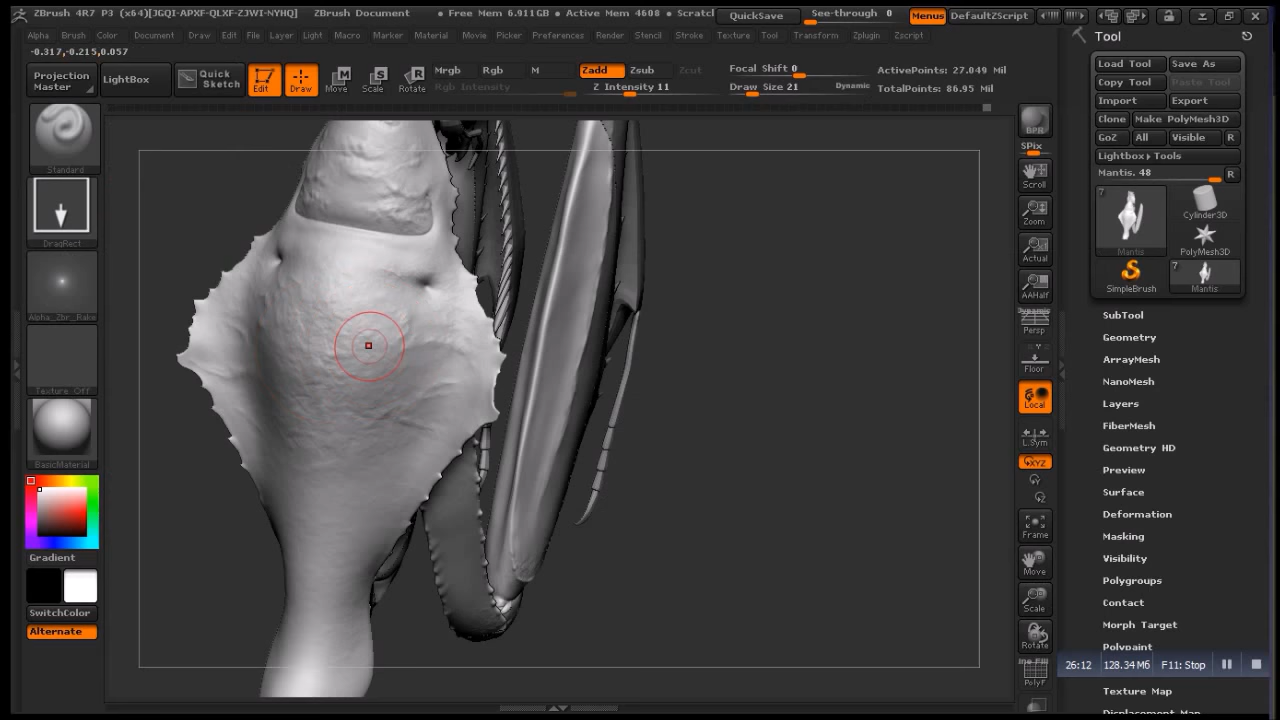 ZBrush 4R7 P3 (x64)[JGQI-APXF-QLXF-ZJWI-NYHQ] ZBrush Document • Free Mem 6.911GB • Active Mem 4608 • Scratcl QuickSave See-through 0 Menus DefaultZScript
Alpha Brush Color Document Draw Edit File Layer Light Macro Marker Material Movie Picker Preferences Render Stencil Stroke Texture Tool Transform Zplugin Zscript
-0.317,-0.215,0.057
Projection Master
LightBox
Quick Sketch
Edit Draw Move Scale Rotate
Mrgb Rgb M
Rgb Intensity
Zadd Zsub Zcut
Z Intensity 11
Focal Shift 0
Draw Size 21 Dynamic
ActivePoints: 27.049 Mil
TotalPoints: 86.95 Mil
Standard
DragRect
Alpha_Zbr_Rake
Texture Off
BasicMaterial
Gradient
SwitchColor
Alternate
BPR
SPix
Scroll
Zoom
Actual
AAHalf
Dynamic
Persp
Floor
Local
L.Sym
XYZ
Frame
Move
Scale
Rotate
PolyF
Tool
Load Tool Save As
Copy Tool Paste Tool
Import Export
Clone Make PolyMesh3D
GoZ All Visible R
Lightbox Tools
Mantis. 48 R
7
Mantis
Cylinder3D
PolyMesh3D
SimpleBrush
7
Mantis
SubTool
Geometry
ArrayMesh
NanoMesh
Layers
FiberMesh
Geometry HD
Preview
Surface
Deformation
Masking
Visibility
Polygroups
Contact
Morph Target
Polypaint
26:12 128.34Мб F11: Stop
Texture Map
Displacement Map